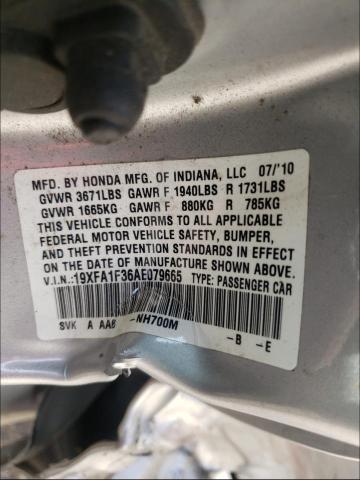 MFD. BY HONDA MFG. OF INDIANA, LLC 07/'10
GVWR 3671LBS GAWR F 1940LBS R 1731LBS
GVWR 1665KG GAWR F 880KG R 785KG
THIS VEHICLE CONFORMS TO ALL APPLICABLE
FEDERAL MOTOR VEHICLE SAFETY, BUMPER,
AND THEFT PREVENTION STANDARDS IN EFFECT
ON THE DATE OF MANUFACTURE SHOWN ABOVE.
V.I.N.: 19XFA1F36AE079665 TYPE: PASSENGER CAR
SVK A AA8 -NH700M -B -E